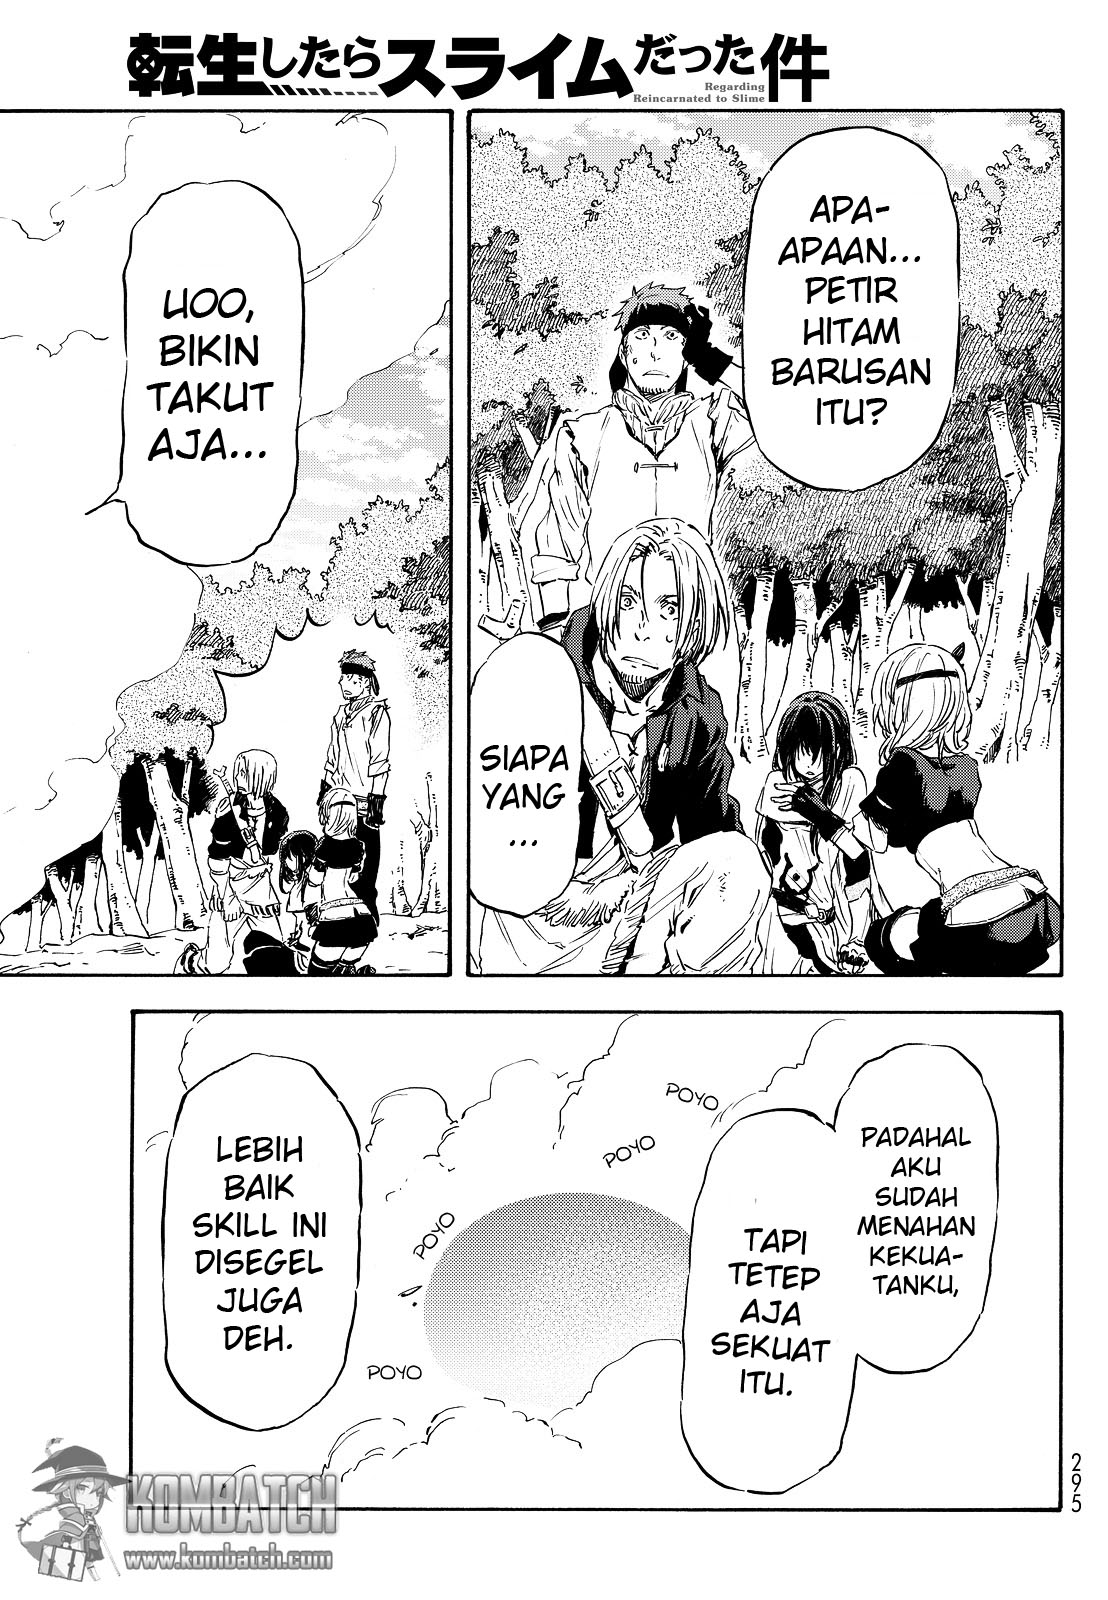 転生したらスライムだった件
Regarding
Reincarnated to Slime
APA-
APAAN...
PETIR
HITAM
BARUSAN
ITU?
SIAPA
YANG
...
UOO,
BIKIN
TAKUT
AJA...
PADAHAL
AKU
SUDAH
MENAHAN
KEKUA-
TANKU,
TAPI
TETEP
AJA
SEKUAT
ITU.
POYO
POYO
POYO
POYO
LEBIH
BAIK
SKILL INI
DISEGEL
JUGA
DEH.
295
KOMBATCH
www.kombatch.com